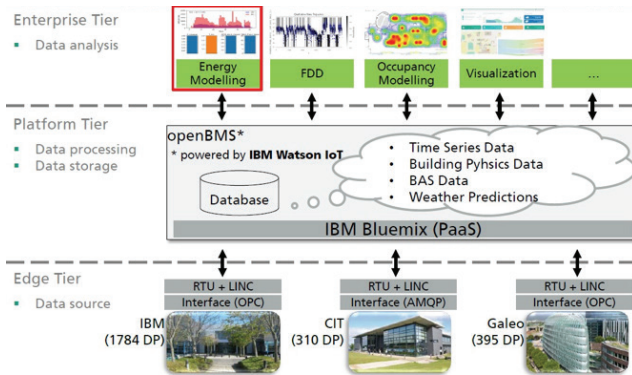 Enterprise Tier
Data analysis
Energy
Modelling
FDD
Occupancy
Modelling
Visualization
...
Platform Tier
Data processing
Data storage
openBMS*
* powered by IBM Watson IoT
Database
• Time Series Data
• Building Pyhsics Data
• BAS Data
• Weather Predictions
IBM Bluemix (PaaS)
Edge Tier
Data source
RTU + LINC
Interface (OPC)
IBM
(1784 DP)
RTU + LINC
Interface (AMQP)
CIT
(310 DP)
RTU + LINC
Interface (OPC)
Galeo
(395 DP)